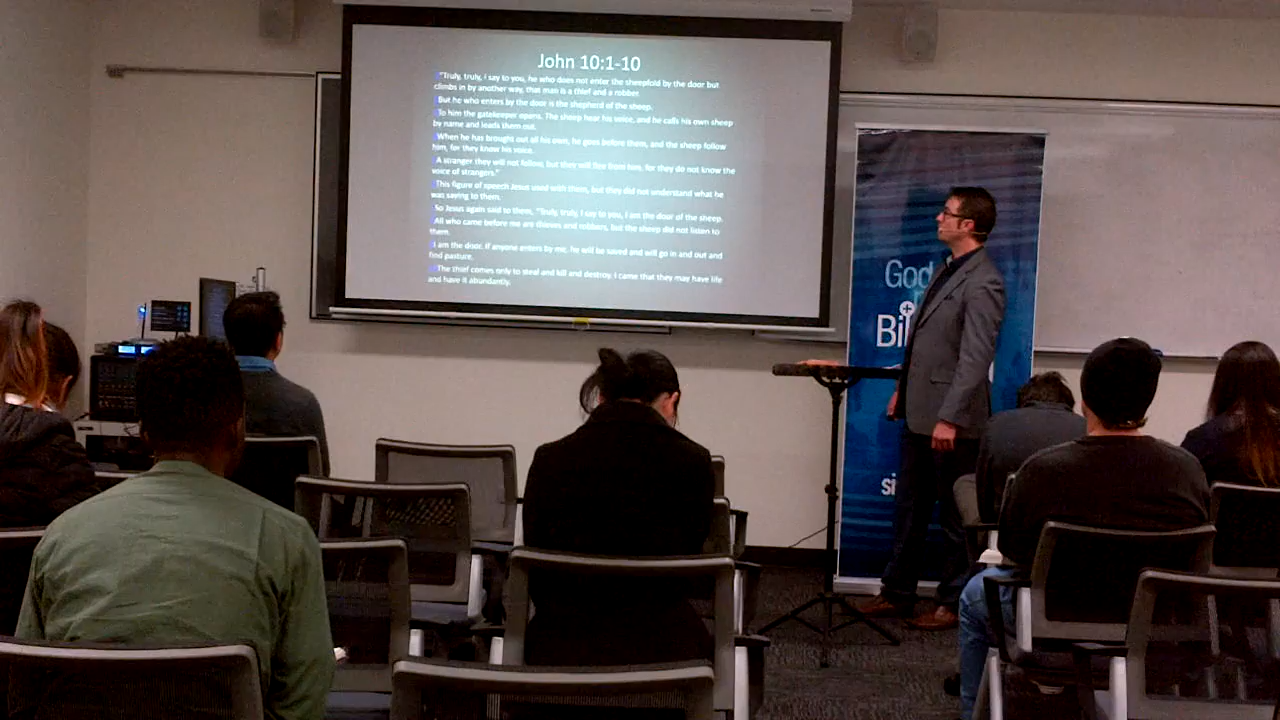 John 10:1-10
"Truly, truly, I say to you, he who does not enter the sheepfold by the door but
climbs in by another way, that man is a thief and a robber.
But he who enters by the door is the shepherd of the sheep.
To him the gatekeeper opens. The sheep hear his voice, and he calls his own sheep
by name and leads them out.
When he has brought out all his own, he goes before them, and the sheep follow
him, for they know his voice.
A stranger they will not follow, but they will flee from him, for they do not know the
voice of strangers."
This figure of speech Jesus used with them, but they did not understand what he
was saying to them.
So Jesus again said to them, "Truly, truly, I say to you, I am the door of the sheep.
All who came before me are thieves and robbers, but the sheep did not listen to
them.
I am the door. If anyone enters by me, he will be saved and will go in and out and
find pasture.
The thief comes only to steal and kill and destroy. I came that they may have life
and have it abundantly.
God
Bi
si